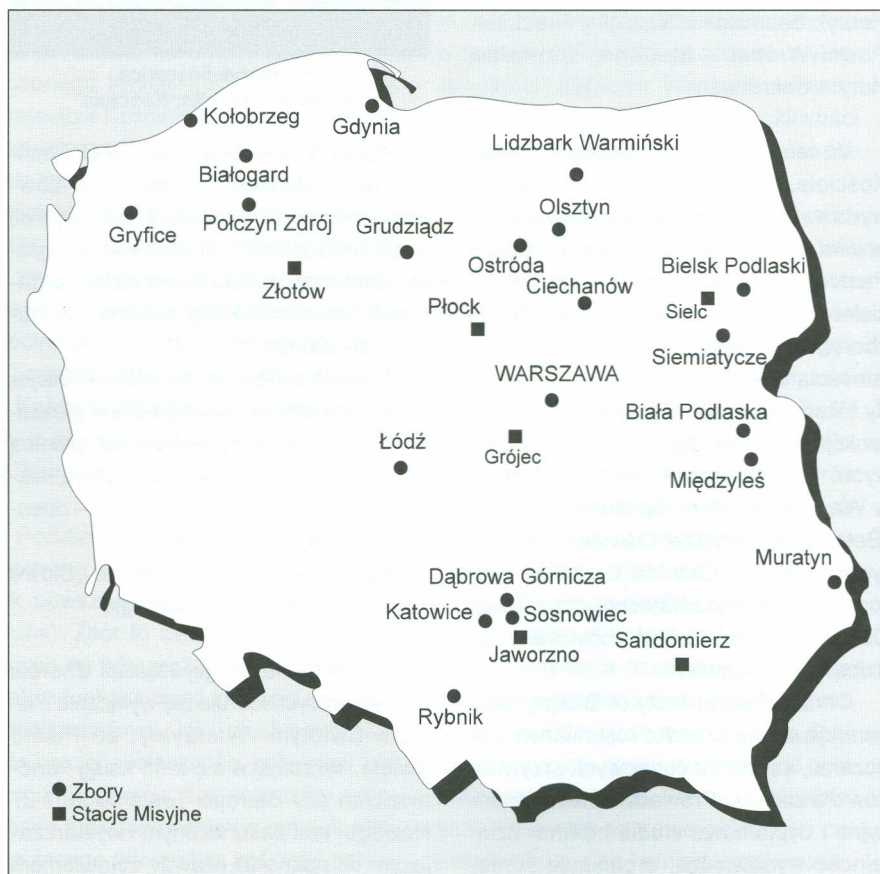 Kołobrzeg
Gdynia
Lidzbark Warmiński
Białogard
Olsztyn
Gryfice
Połczyn Zdrój
Grudziądz
Ostróda
Bielsk Podlaski
Złotów
Ciechanów
Płock
Sielc
Siemiatycze
WARSZAWA
Biała Podlaska
Łódź
Grójec
Międzyleś
Muratyn
Dąbrowa Górnicza
Katowice
Sosnowiec
Jaworzno
Sandomierz
Rybnik
Zbory
Stacje Misyjne